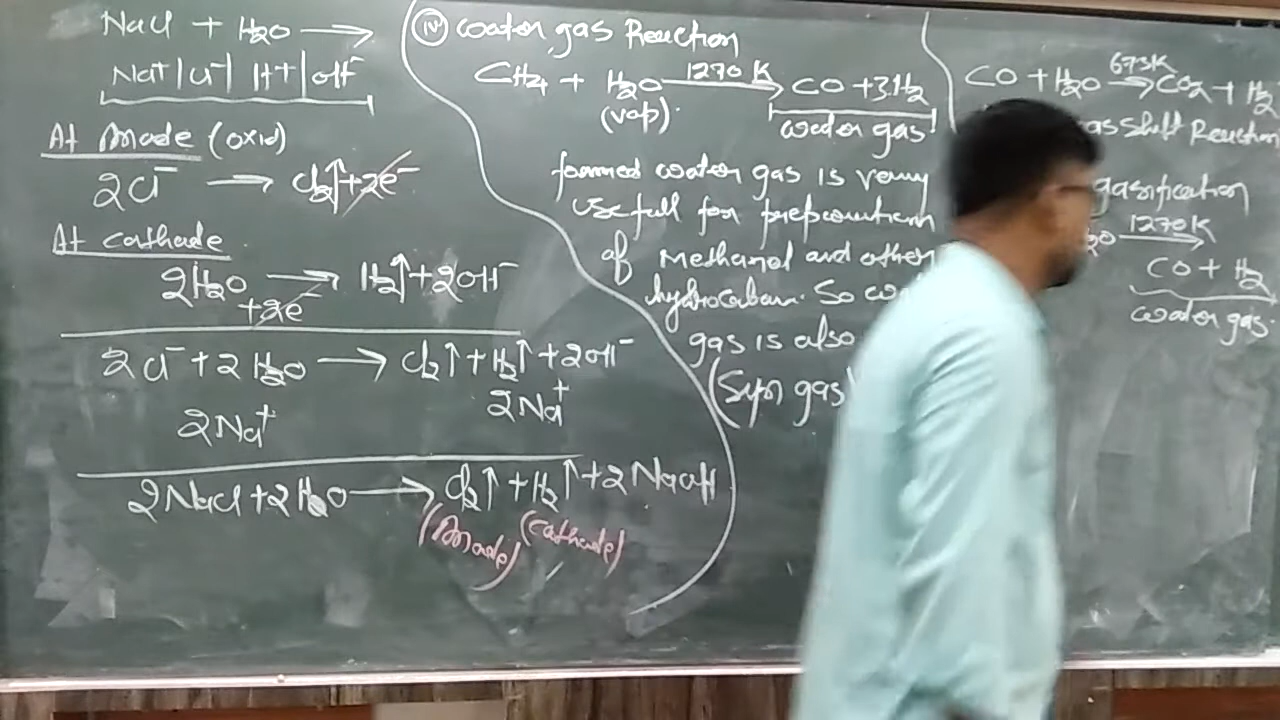 NaCl + H2O →
Na+ | Cl- | H+ | OH-
At Anode (oxid)
2Cl- → Cl2↑ + 2e-
At cathode
2H2O → H2↑ + 2OH-
+2e-
2Cl- + 2H2O → Cl2↑ + H2↑ + 2OH-
2Na+ 2Na+
2NaCl + 2H2O → Cl2↑ + H2↑ + 2NaOH
(Anode) (cathode)
(iv) water gas Reaction
CH4 + H2O 1270 K → CO + 3H2
(vap).
water gas
formed water gas is very
usefull for
of Methanol and other
So
gas is also
(Syn gas)
CO + H2O 673K → CO2 + H2
gas Shift Reaction
gasification
1270K →
CO + H2
water gas.